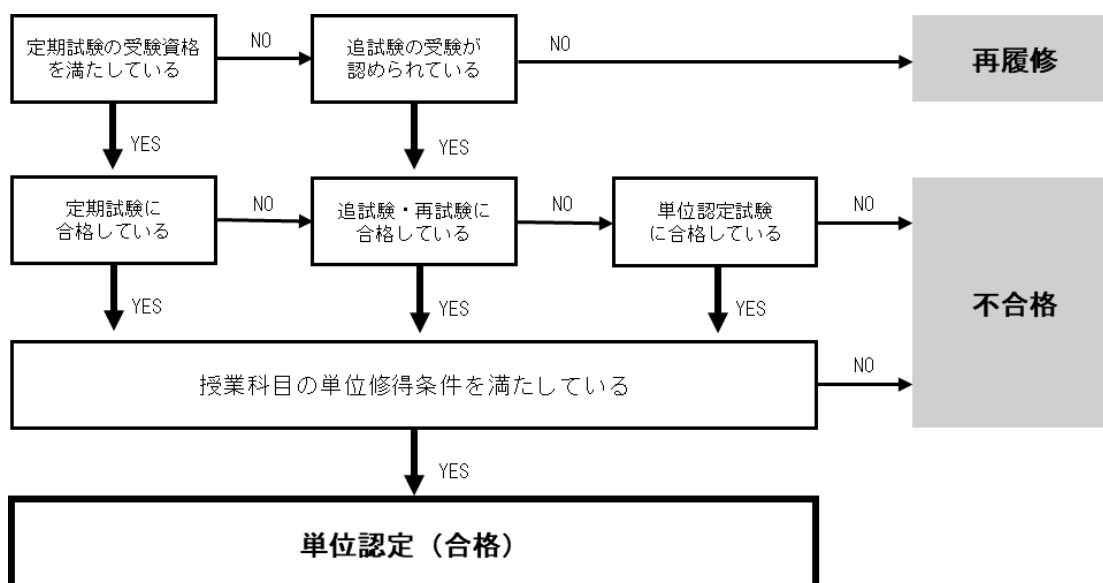 定期試験の受験資格
を満たしている
NO
追試験の受験が
認められている
NO
再履修
YES
YES
定期試験に
合格している
NO
追試験・再試験に
合格している
NO
単位認定試験
に合格している
NO
不合格
YES
YES
YES
授業科目の単位修得条件を満たしている
NO
YES
単位認定（合格）